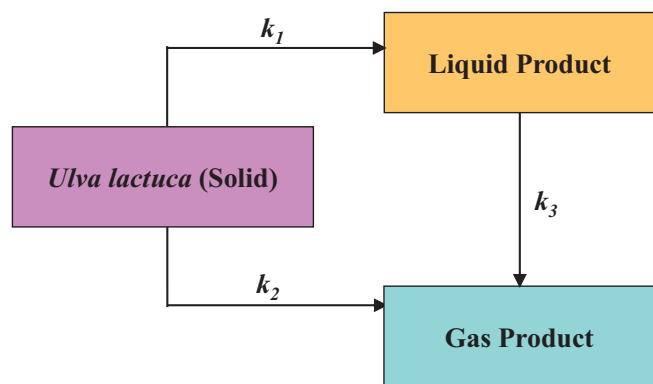 k1
Liquid Product
Ulva lactuca (Solid)
k3
k2
Gas Product